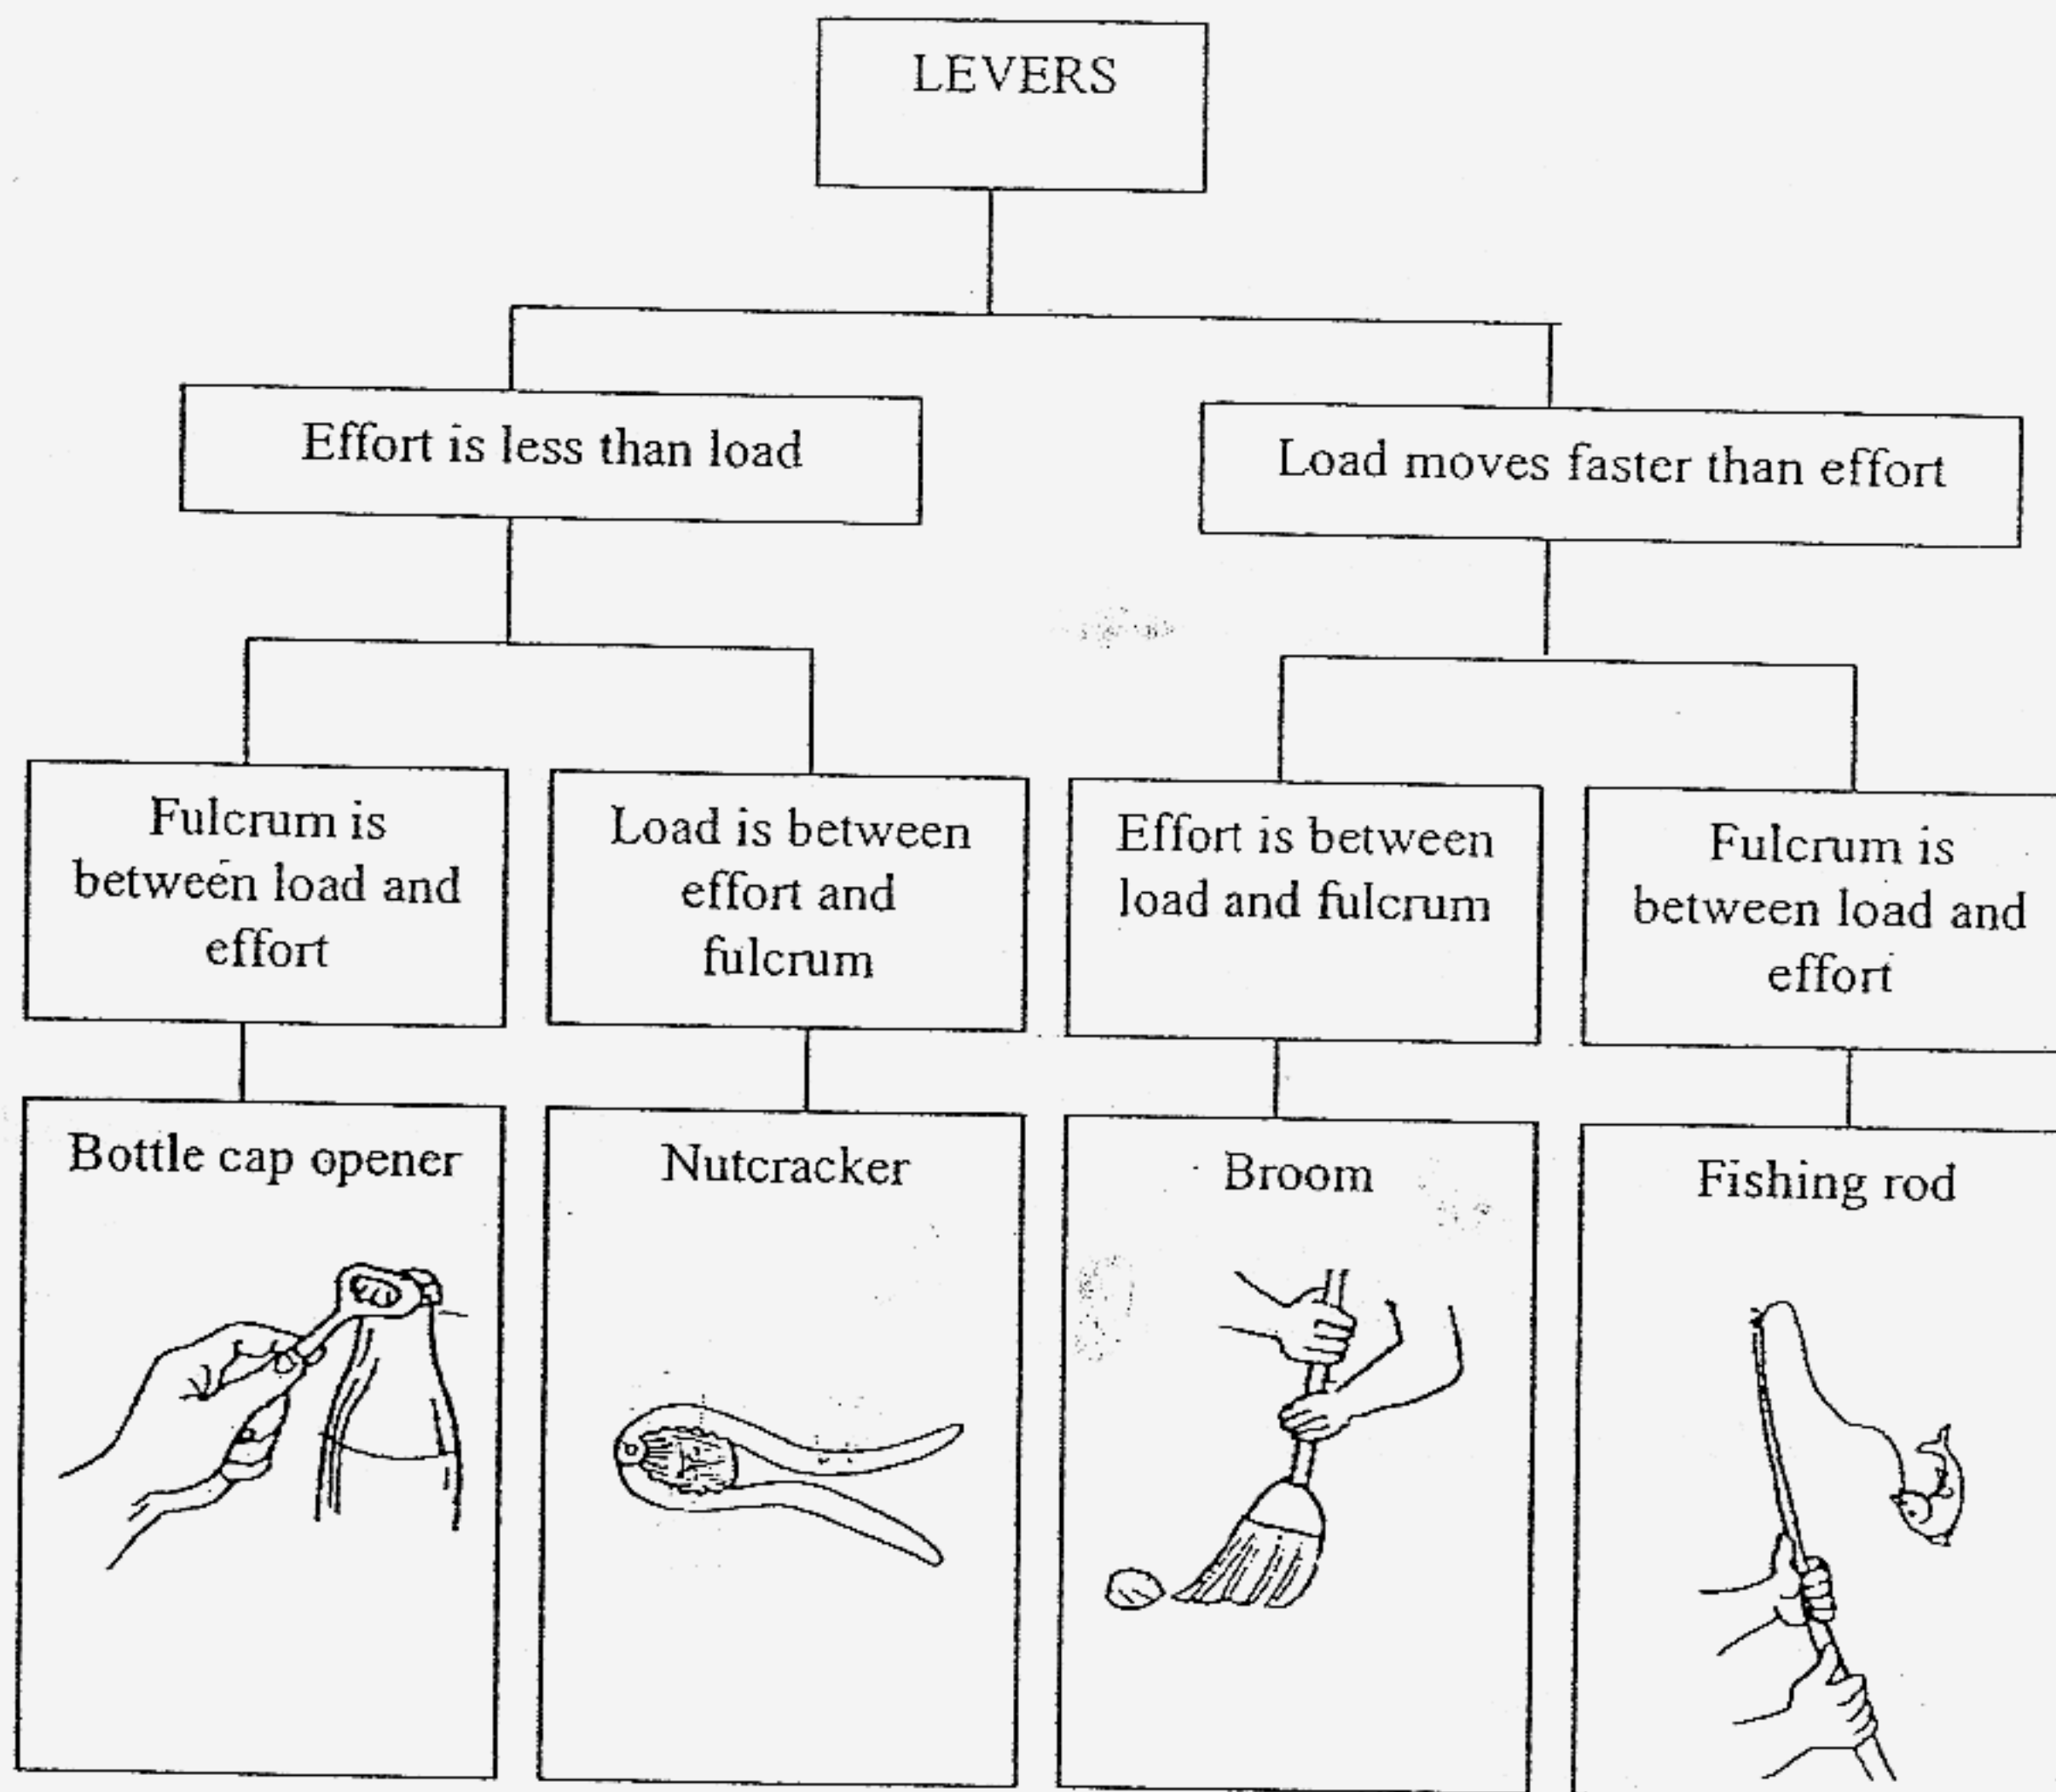 LEVERS
Effort is less than load
Load moves faster than effort
Fulcrum is
between load and
effort
Load is between
effort and
fulcrum
Effort is between
load and fulcrum
Fulcrum is
between load and
effort
Bottle cap opener
Nutcracker
Broom
Fishing rod